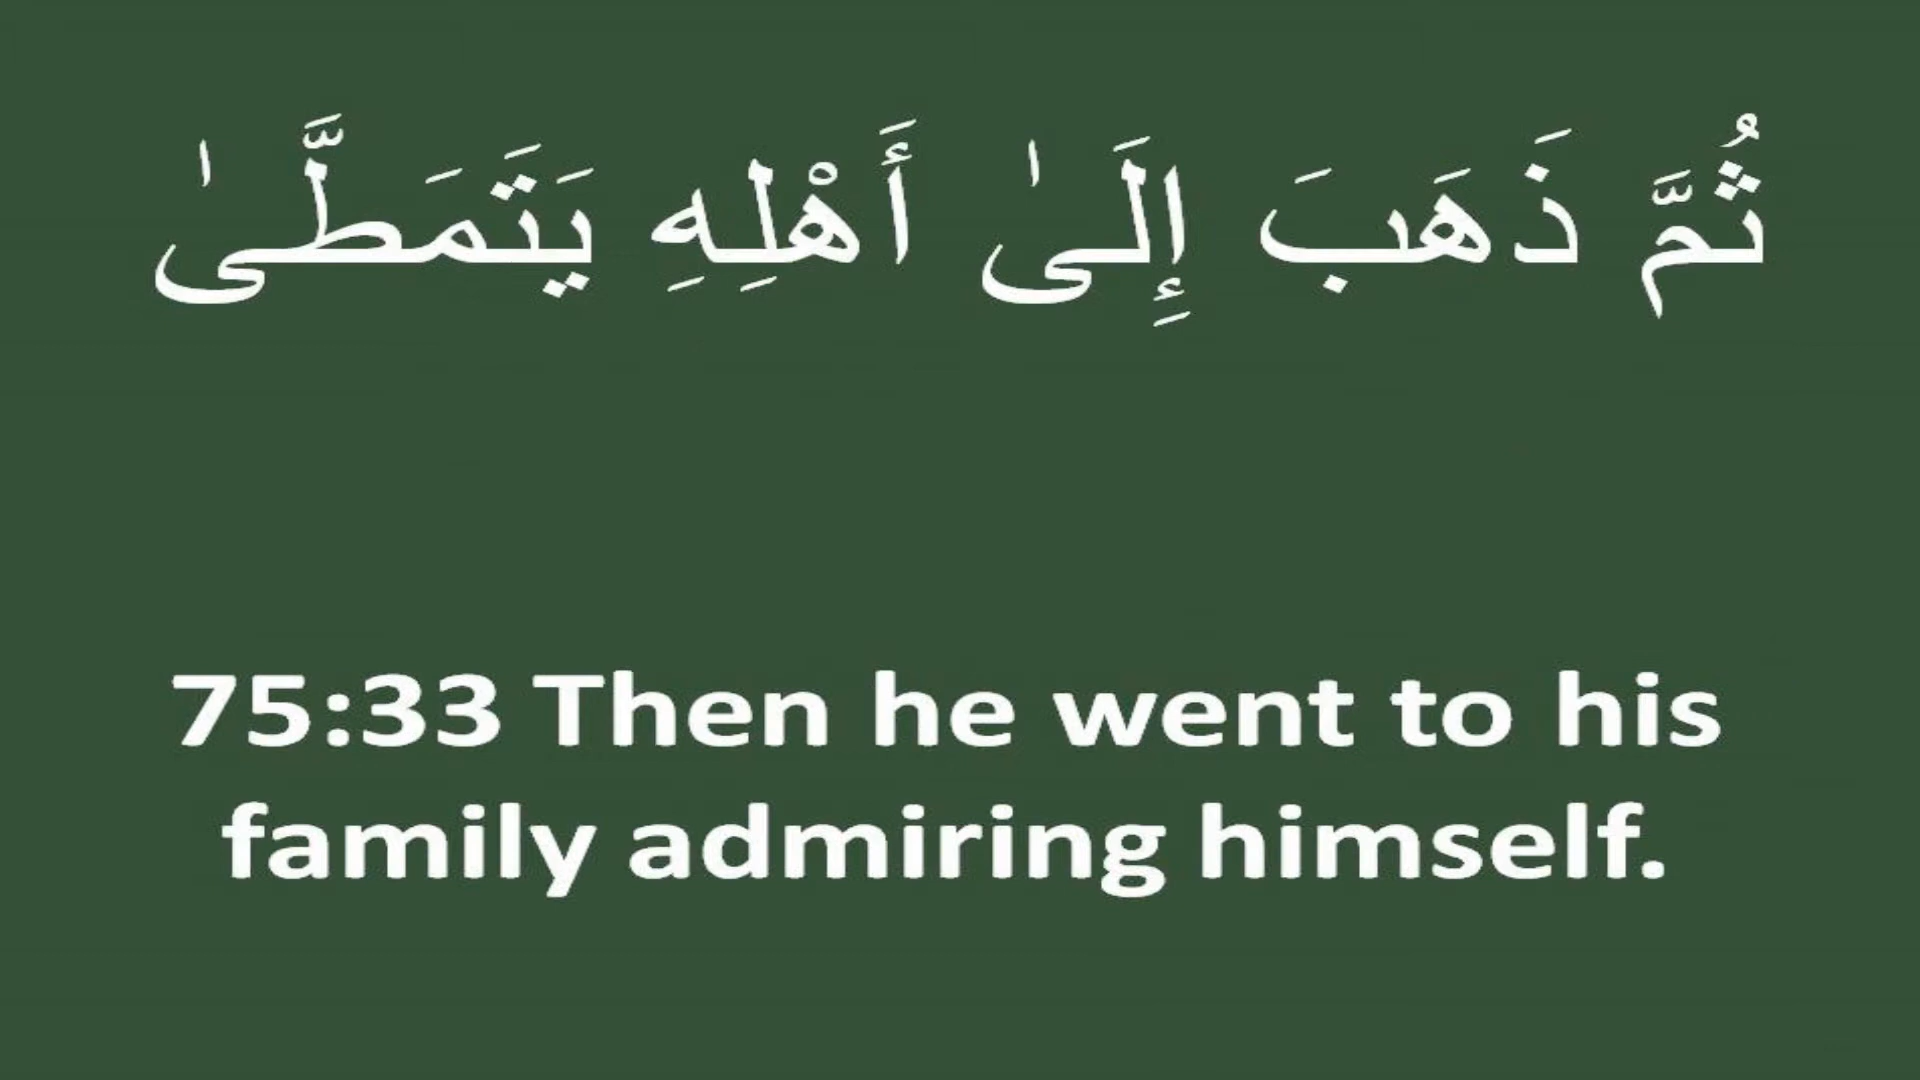 ثُمَّ ذَهَبَ إِلَىٰ أَهْلِهِ يَتَمَطَّىٰ
75:33 Then he went to his
family admiring himself.